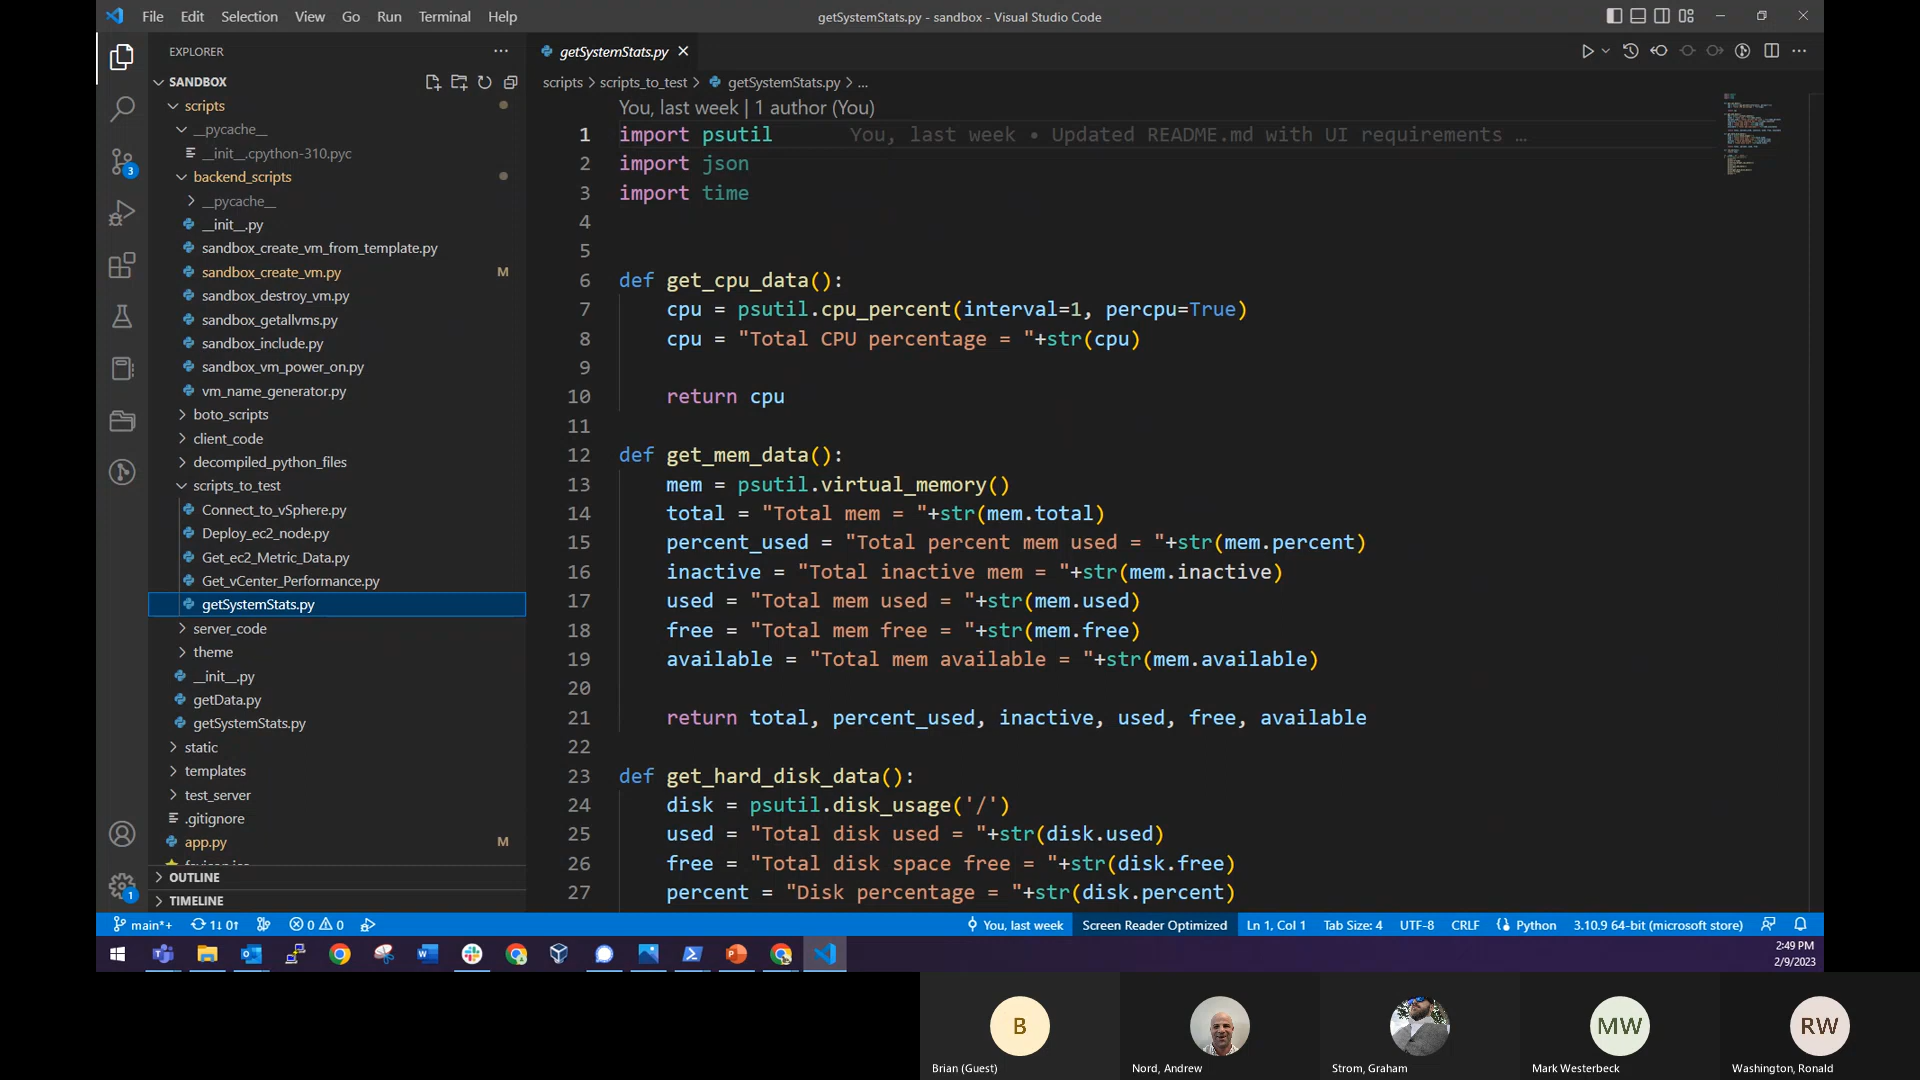 File Edit Selection View Go Run Terminal Help
getSystemStats.py - sandbox - Visual Studio Code
EXPLORER
SANDBOX
scripts
__pycache__
__init__.cpython-310.pyc
backend_scripts
__pycache__
__init__.py
sandbox_create_vm_from_template.py
sandbox_create_vm.py M
sandbox_destroy_vm.py
sandbox_getallvms.py
sandbox_include.py
sandbox_vm_power_on.py
vm_name_generator.py
boto_scripts
client_code
decompiled_python_files
scripts_to_test
Connect_to_vSphere.py
Deploy_ec2_node.py
Get_ec2_Metric_Data.py
Get_vCenter_Performance.py
getSystemStats.py
server_code
theme
__init__.py
getData.py
getSystemStats.py
static
templates
test_server
.gitignore
app.py M
OUTLINE
TIMELINE
3
1
getSystemStats.py
scripts > scripts_to_test > getSystemStats.py > ...
You, last week | 1 author (You)
1 import psutil You, last week • Updated README.md with UI requirements …
2 import json
3 import time
4
5
6 def get_cpu_data():
7 cpu = psutil.cpu_percent(interval=1, percpu=True)
8 cpu = "Total CPU percentage = "+str(cpu)
9
10 return cpu
11
12 def get_mem_data():
13 mem = psutil.virtual_memory()
14 total = "Total mem = "+str(mem.total)
15 percent_used = "Total percent mem used = "+str(mem.percent)
16 inactive = "Total inactive mem = "+str(mem.inactive)
17 used = "Total mem used = "+str(mem.used)
18 free = "Total mem free = "+str(mem.free)
19 available = "Total mem available = "+str(mem.available)
20
21 return total, percent_used, inactive, used, free, available
22
23 def get_hard_disk_data():
24 disk = psutil.disk_usage('/')
25 used = "Total disk used = "+str(disk.used)
26 free = "Total disk space free = "+str(disk.free)
27 percent = "Disk percentage = "+str(disk.percent)
main*+ 1↓ 0↑ 0 0 You, last week Screen Reader Optimized Ln 1, Col 1 Tab Size: 4 UTF-8 CRLF Python 3.10.9 64-bit (microsoft store)
2:49 PM
2/9/2023
B MW RW
Brian (Guest) Nord, Andrew Strom, Graham Mark Westerbeck Washington, Ronald